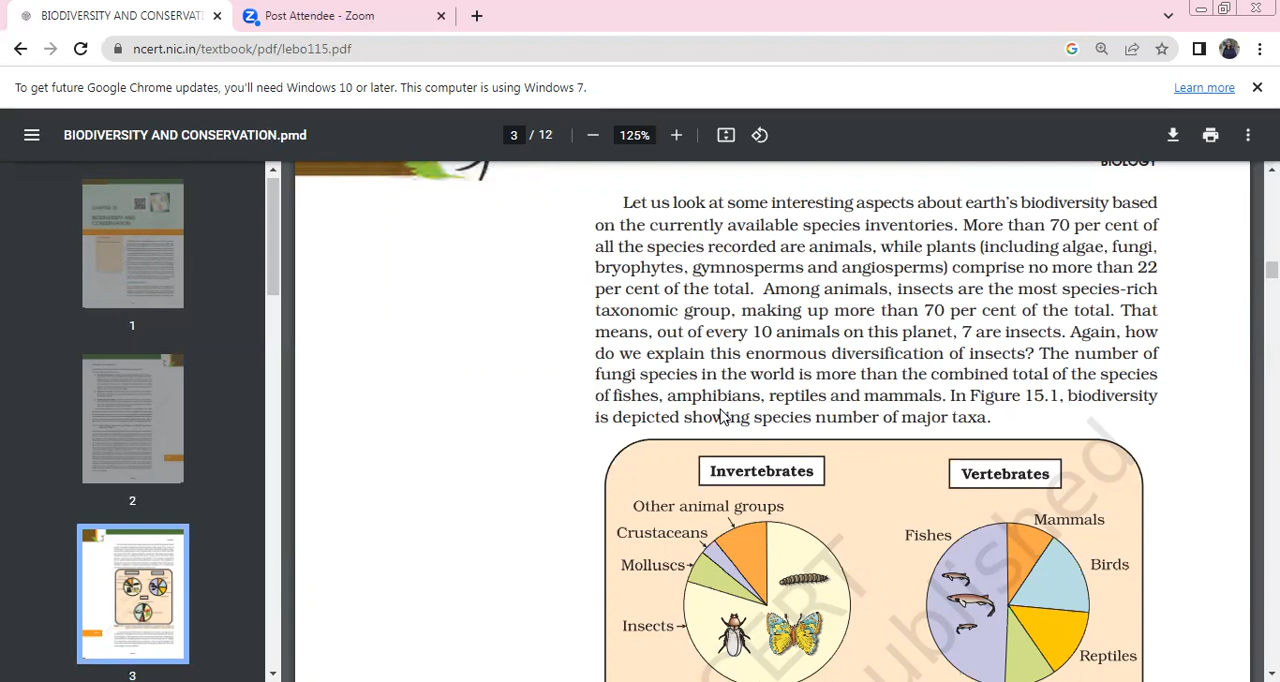 BIODIVERSITY AND CONSERVATI
Post Attendee - Zoom
ncert.nic.in/textbook/pdf/lebo115.pdf
To get future Google Chrome updates, you'll need Windows 10 or later. This computer is using Windows 7.
Learn more
BIODIVERSITY AND CONSERVATION.pmd
3 / 12
125%
BIOLOGY
Let us look at some interesting aspects about earth's biodiversity based
on the currently available species inventories. More than 70 per cent of
all the species recorded are animals, while plants (including algae, fungi,
bryophytes, gymnosperms and angiosperms) comprise no more than 22
per cent of the total. Among animals, insects are the most species-rich
taxonomic group, making up more than 70 per cent of the total. That
means, out of every 10 animals on this planet, 7 are insects. Again, how
do we explain this enormous diversification of insects? The number of
fungi species in the world is more than the combined total of the species
of fishes, amphibians, reptiles and mammals. In Figure 15.1, biodiversity
is depicted showing species number of major taxa.
Invertebrates
Vertebrates
Other animal groups
Crustaceans
Molluscs
Insects
Fishes
Mammals
Birds
Reptiles
1
2
3